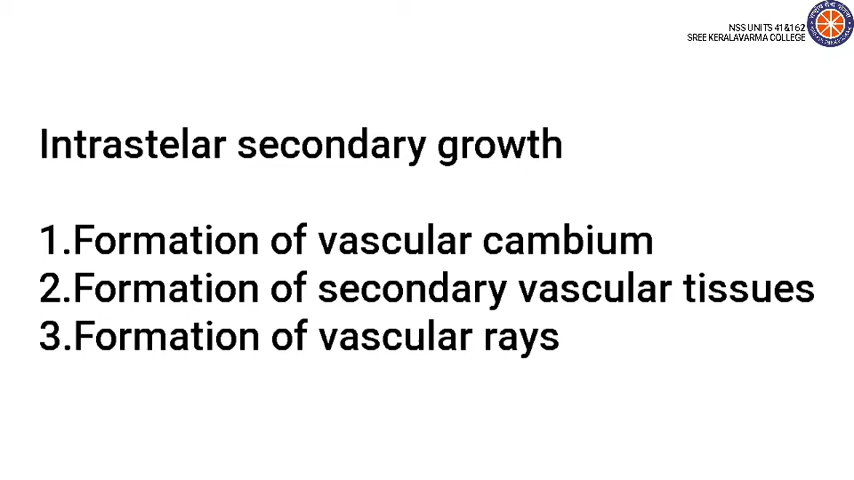 NSS UNITS 41&162
SREE KERALAVARMA COLLEGE
Intrastelar secondary growth
1.Formation of vascular cambium
2.Formation of secondary vascular tissues
3.Formation of vascular rays